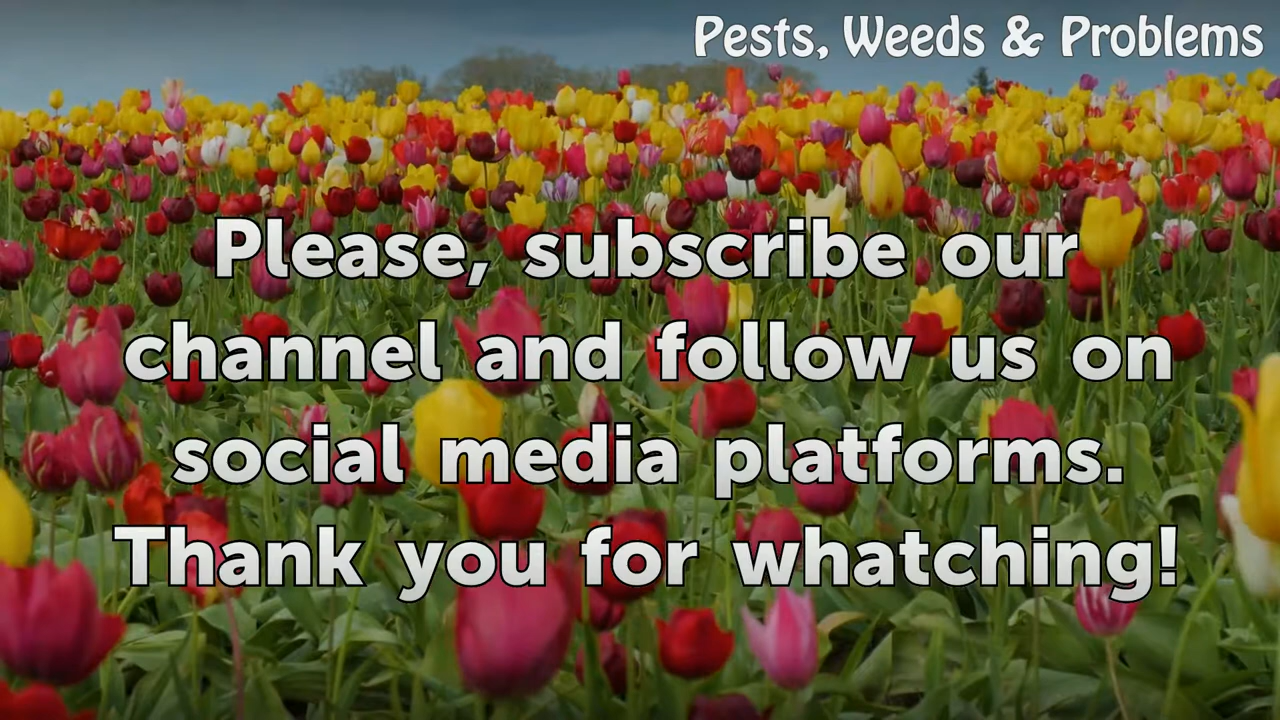 Pests, Weeds & Problems
Please, subscribe our
channel and follow us on
social media platforms.
Thank you for whatching!